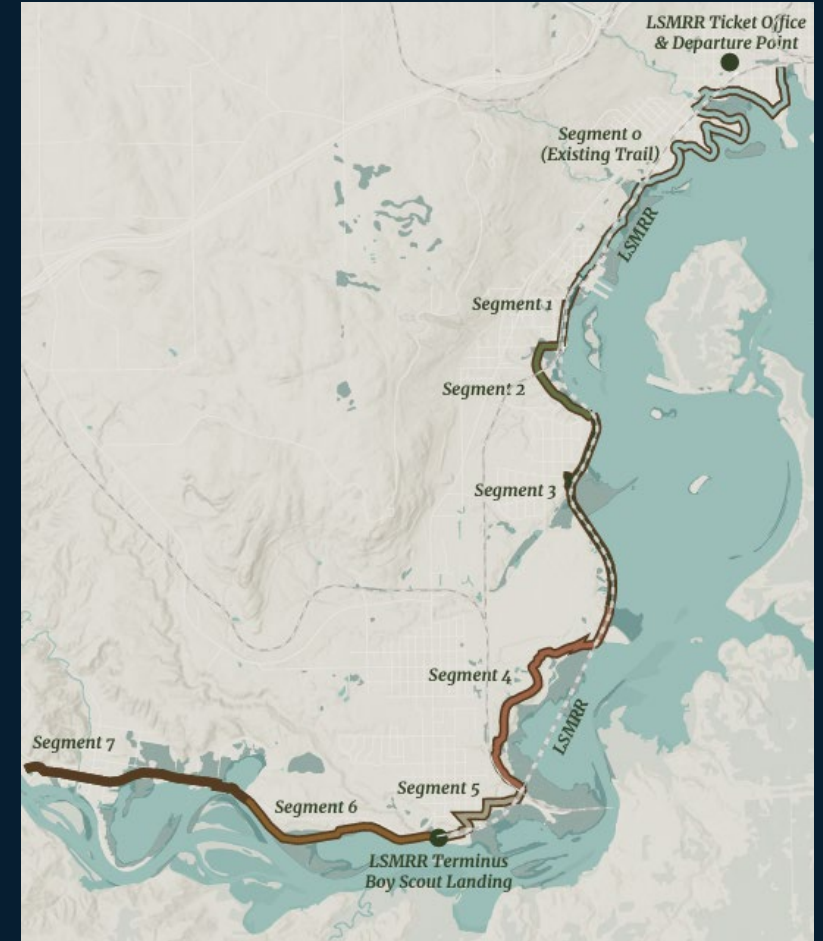 LSMRR Ticket Office
& Departure Point
Segment 0
(Existing Trail)
LSMRR
Segment 1
Segment 2
Segment 3
Segment 4
LSMRR
Segment 7
Segment 5
Segment 6
LSMRR Terminus
Boy Scout Landing